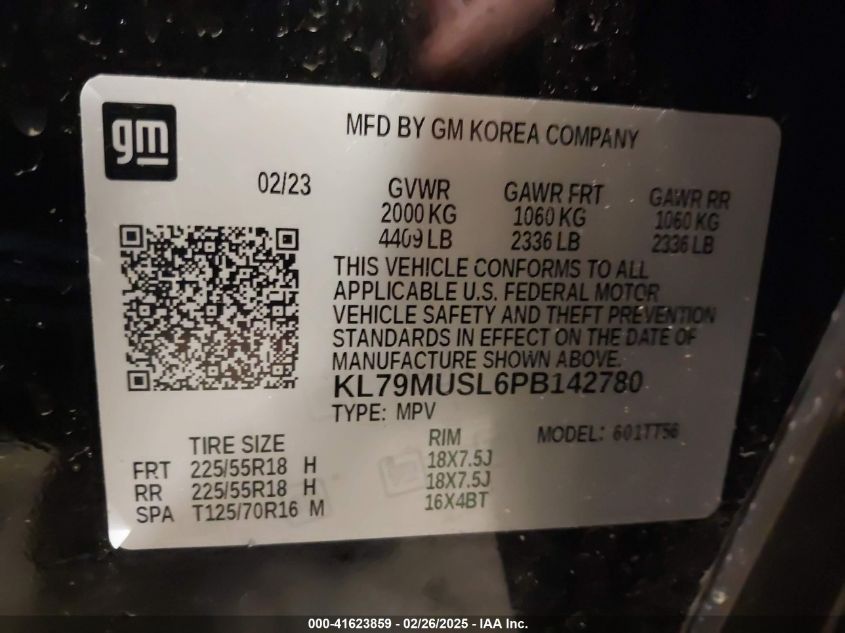 gm
MFD BY GM KOREA COMPANY
02/23
GVWR GAWR FRT GAWR RR
2000 KG 1060 KG 1060 KG
4409 LB 2336 LB 2336 LB
THIS VEHICLE CONFORMS TO ALL
APPLICABLE U.S. FEDERAL MOTOR
VEHICLE SAFETY AND THEFT PREVENTION
STANDARDS IN EFFECT ON THE DATE OF
MANUFACTURE SHOWN ABOVE.
KL79MUSL6PB142780
TYPE: MPV
TIRE SIZE RIM MODEL:
FRT 225/55R18 H 18X7.5J
RR 225/55R18 H 18X7.5J
SPA T125/70R16 M 16X4BT
000-41623859 — 02/26/2025 — IAA Inc.